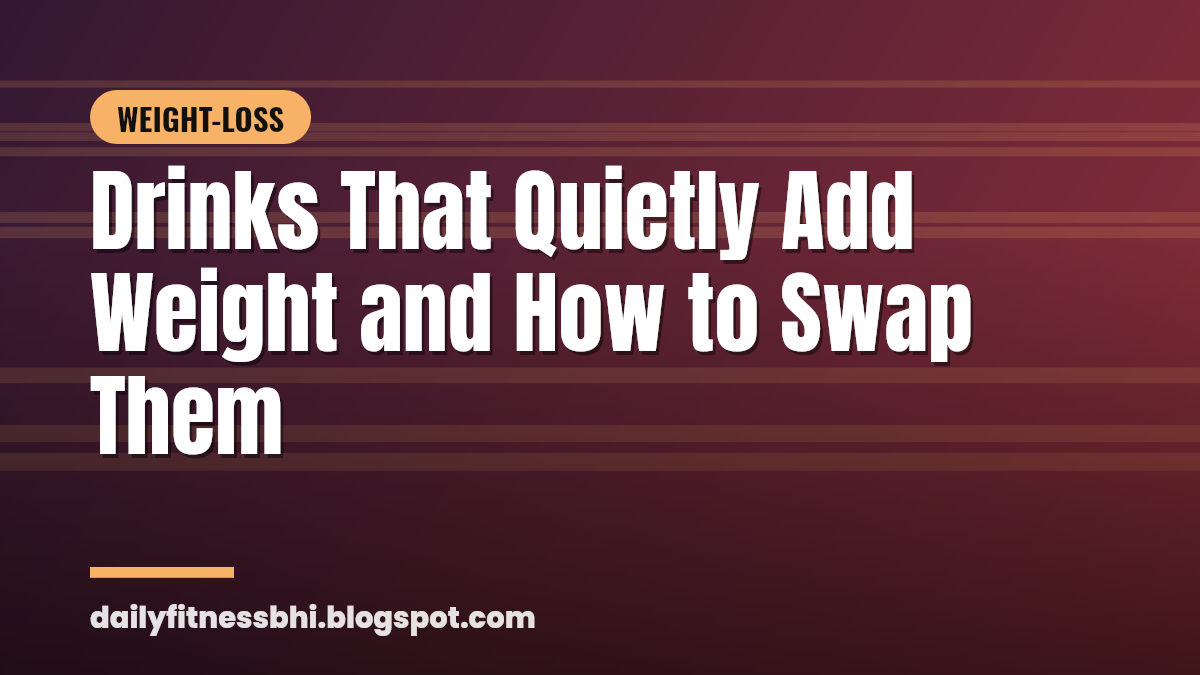 WEIGHT-LOSS
Drinks That Quietly Add
Weight and How to Swap
Them
dailyfitnessbhi.blogspot.com